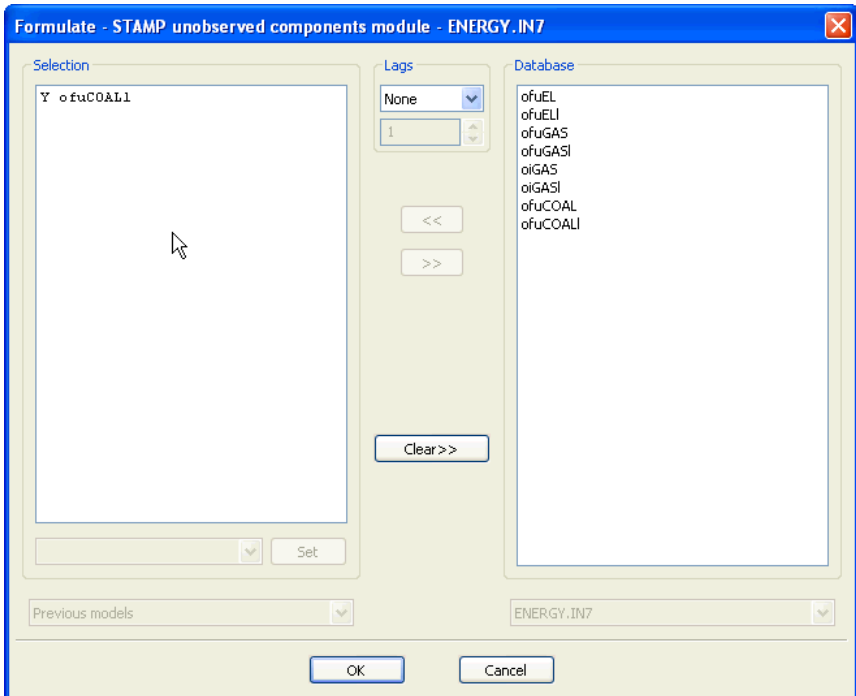 Formulate - STAMP unobserved components module - ENERGY.IN7
Selection
Y ofuCOALl
Lags
None
1
<<
>>
Clear>>
Database
ofuEL
ofuELl
ofuGAS
ofuGASl
oiGAS
oiGASl
ofuCOAL
ofuCOALl
Set
Previous models
ENERGY.IN7
OK
Cancel